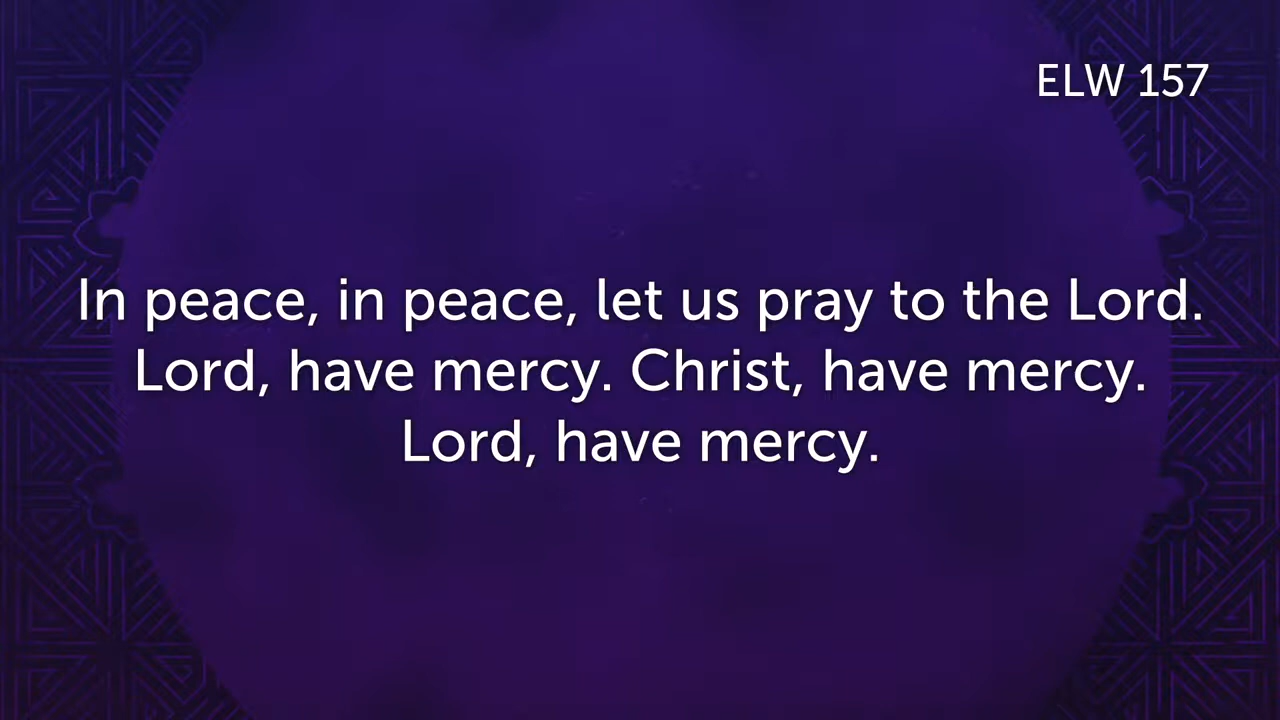 ELW 157
In peace, in peace, let us pray to the Lord.
Lord, have mercy. Christ, have mercy.
Lord, have mercy.